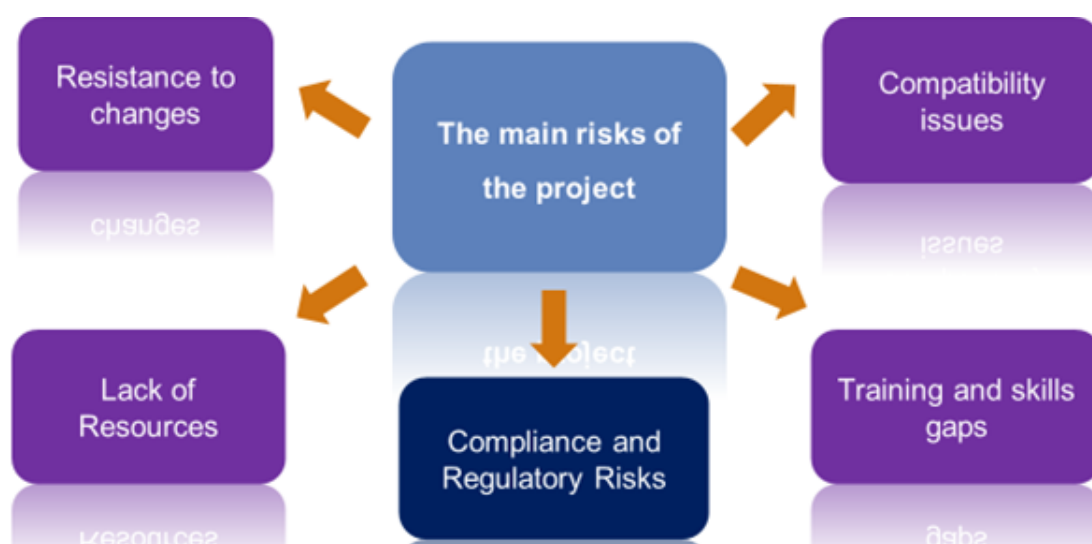 Resistance to
changes
The main risks of
the project
Compatibility
issues
Lack of
Resources
Compliance and
Regulatory Risks
Training and skills
gaps